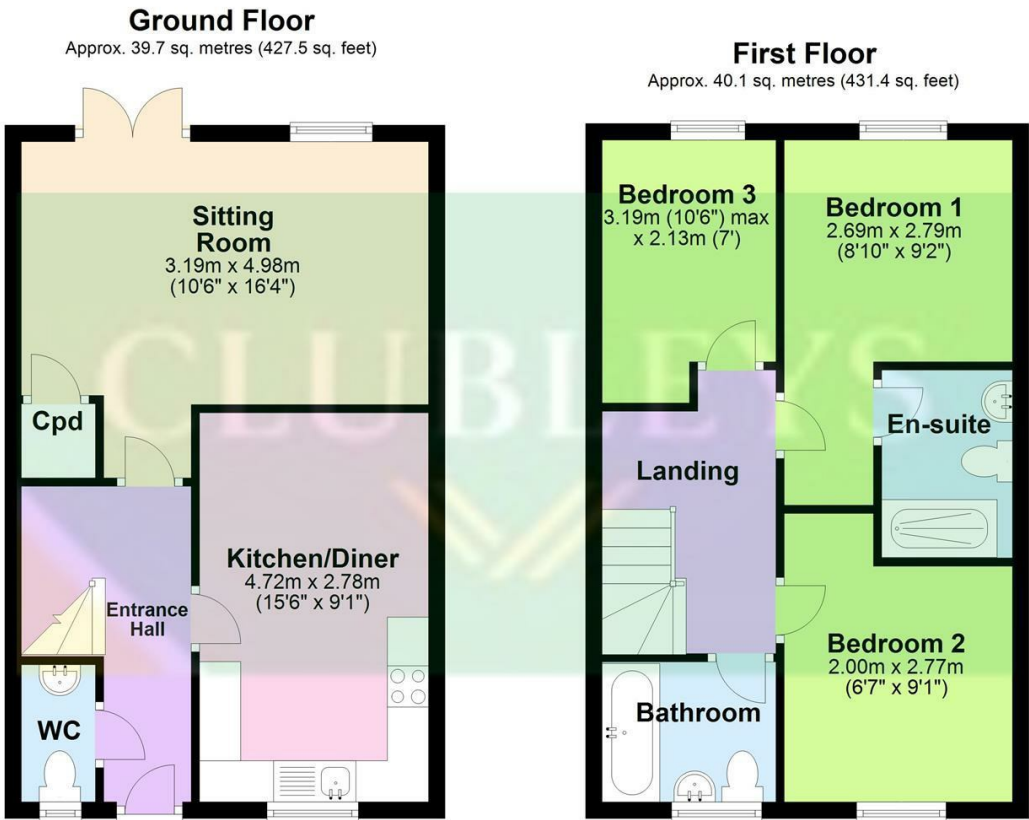 Ground Floor
Approx. 39.7 sq. metres (427.5 sq. feet)
Sitting
Room
3.19m x 4.98m
(10'6" x 16'4")
Cpd
Kitchen/Diner
4.72m x 2.78m
(15'6" x 9'1")
Entrance
Hall
WC
First Floor
Approx. 40.1 sq. metres (431.4 sq. feet)
Bedroom 3
3.19m (10'6") max
x 2.13m (7')
Bedroom 1
2.69m x 2.79m
(8'10" x 9'2")
En-suite
Landing
Bedroom 2
2.00m x 2.77m
(6'7" x 9'1")
Bathroom
CLUBLEYS